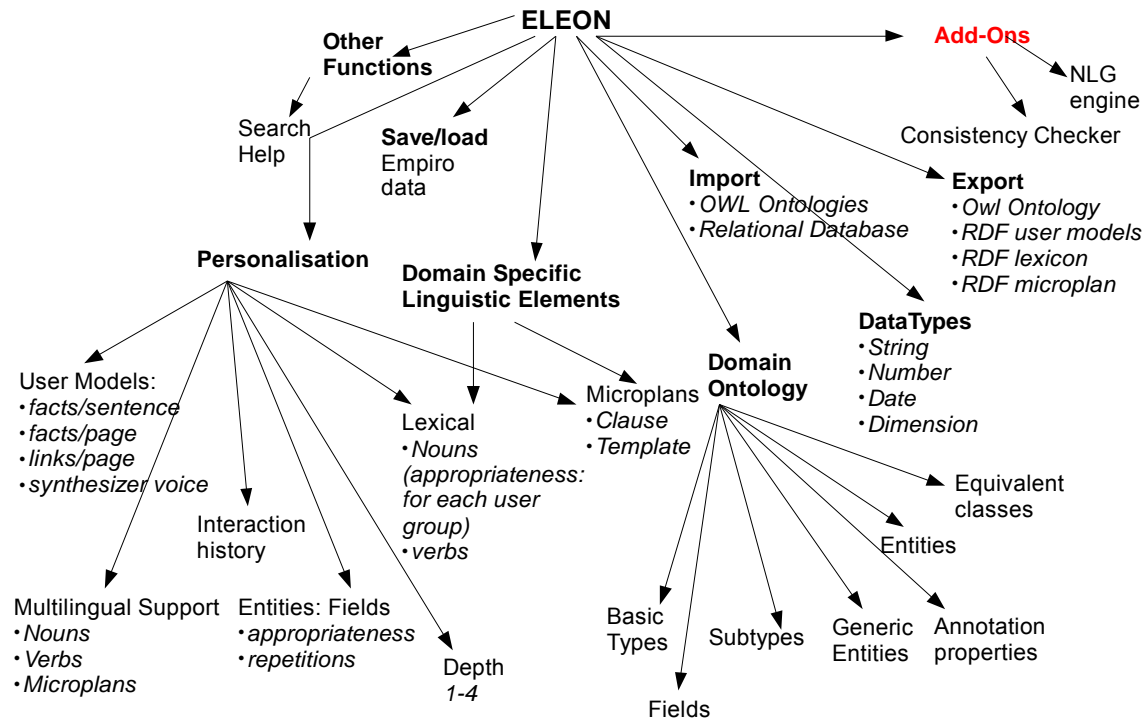 ELEON
Other
Functions
Add-Ons
NLG
engine
Search
Help
Save/load
Empiro
data
Consistency Checker
Import
• OWL Ontologies
• Relational Database
Export
• Owl Ontology
• RDF user models
• RDF lexicon
• RDF microplan
Personalisation
Domain Specific
Linguistic Elements
DataTypes
• String
• Number
• Date
• Dimension
Domain
Ontology
User Models:
• facts/sentence
• facts/page
• links/page
• synthesizer voice
Lexical
• Nouns
(appropriateness:
for each user
group)
• verbs
Microplans
• Clause
• Template
Interaction
history
Equivalent
classes
Entities
Multilingual Support
• Nouns
• Verbs
• Microplans
Entities: Fields
• appropriateness
• repetitions
Depth
1-4
Basic
Types
Subtypes
Generic
Entities
Annotation
properties
Fields